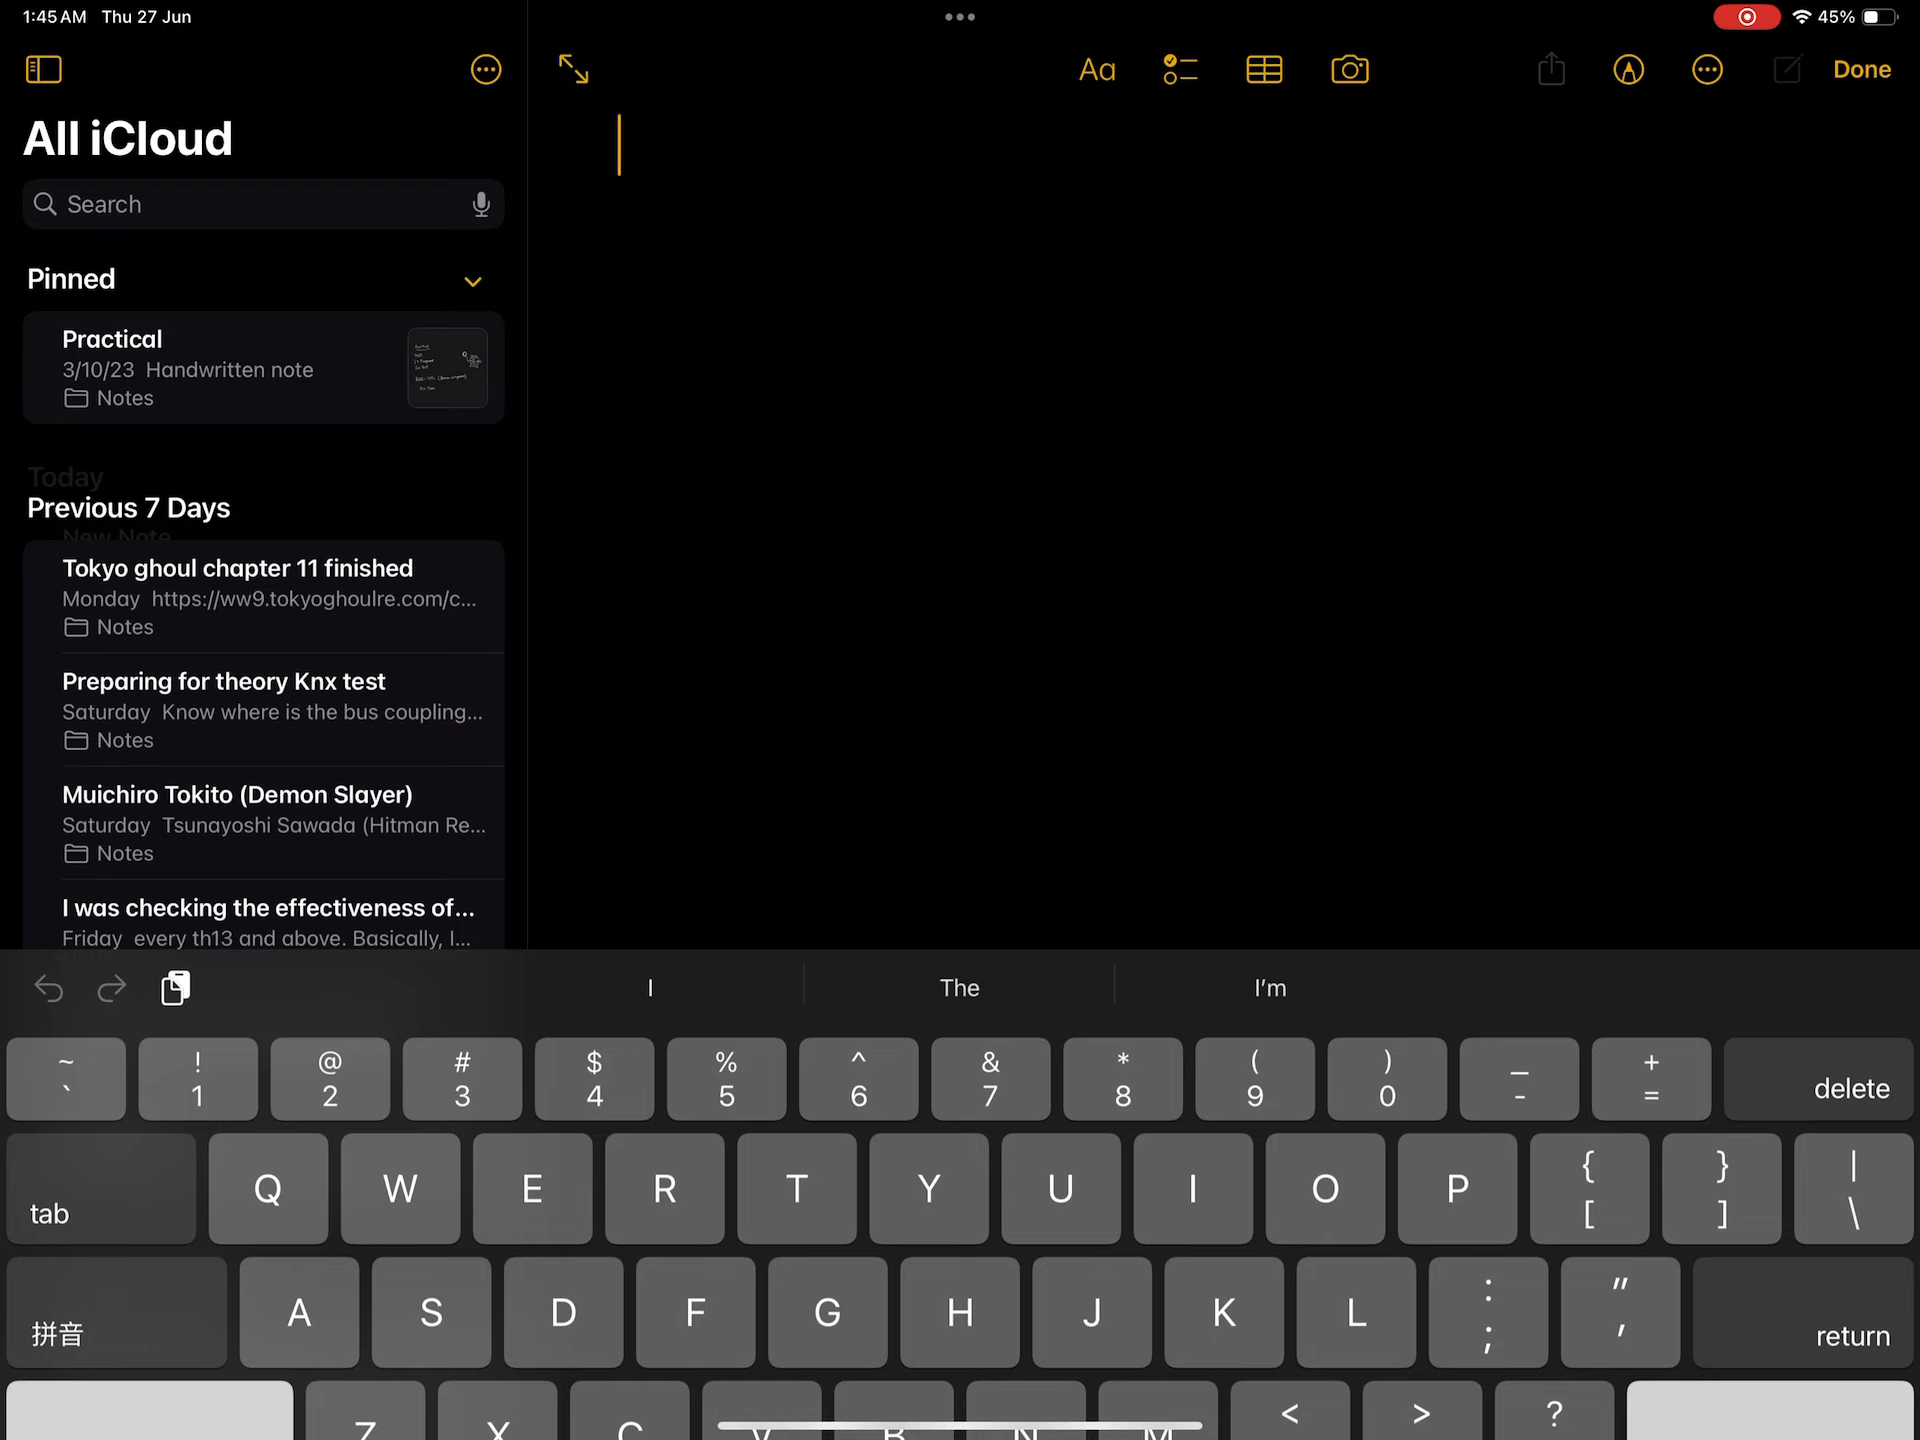 1:45 AM Thu 27 Jun
45%
Aa
Done
All iCloud
Search
Pinned
Practical
3/10/23 Handwritten note
Notes
Today
Previous 7 Days
New Note
Tokyo ghoul chapter 11 finished
Monday https://ww9.tokyoghoulre.com/c...
Notes
Preparing for theory Knx test
Saturday Know where is the bus coupling...
Notes
Muichiro Tokito (Demon Slayer)
Saturday Tsunayoshi Sawada (Hitman Re...
Notes
I was checking the effectiveness of...
Friday every th13 and above. Basically, I...
I The I'm
~ ! @ # $ % ^ & * ( ) _ +
` 1 2 3 4 5 6 7 8 9 0 - = delete
tab Q W E R T Y U I O P { [ } ] | \
拼音 A S D F G H J K L : ; " ' return
Z X C V B N M < > ?